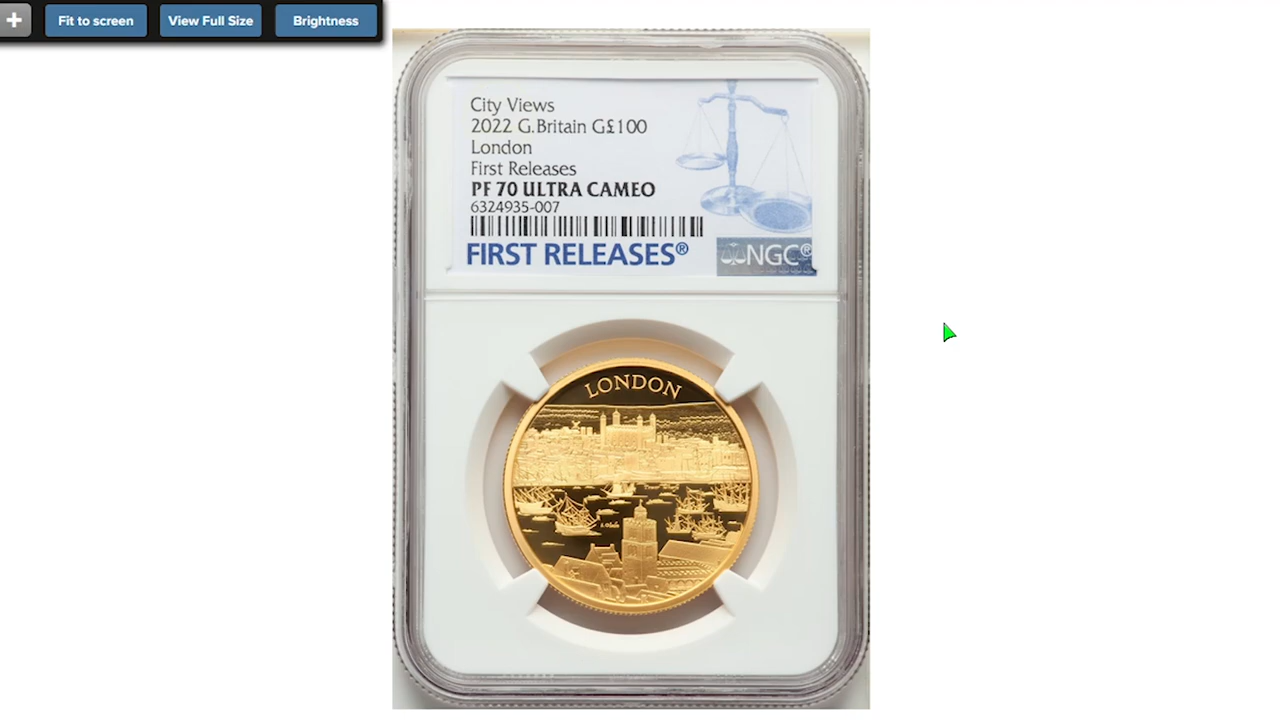 Fit to screen
View Full Size
Brightness
City Views
2022 G.Britain G£100
London
First Releases
PF 70 ULTRA CAMEO
6324935-007
FIRST RELEASES®
NGC®
LONDON